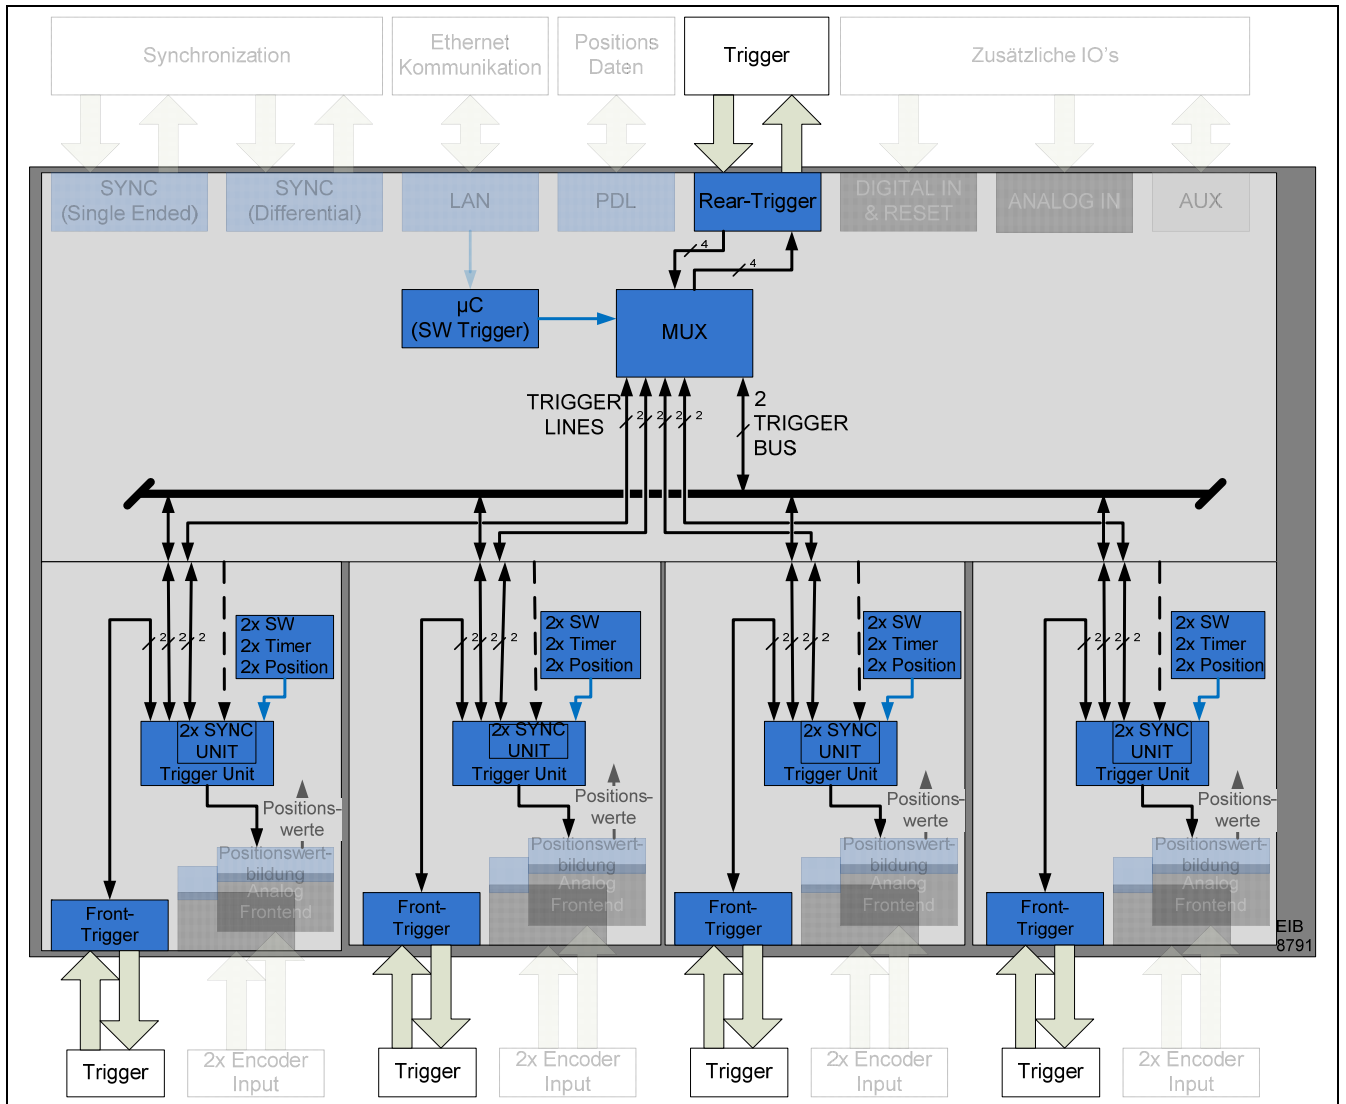 Synchronization
Ethernet
Kommunikation
Positions
Daten
Trigger
Zusätzliche IO's
SYNC
(Single Ended)
SYNC
(Differential)
LAN
PDL
Rear-Trigger
DIGITAL IN
& RESET
ANALOG IN
AUX
4
4
µC
(SW Trigger)
MUX
TRIGGER
LINES
2
2
2
2
2
TRIGGER
BUS
2
2
2
2x SW
2x Timer
2x Position
2
2
2
2x SW
2x Timer
2x Position
2
2
2
2x SW
2x Timer
2x Position
2
2
2
2x SW
2x Timer
2x Position
2x SYNC
UNIT
Trigger Unit
2x SYNC
UNIT
Trigger Unit
2x SYNC
UNIT
Trigger Unit
2x SYNC
UNIT
Trigger Unit
Positions-
werte
Positions-
werte
Positions-
werte
Positions-
werte
Positionswert-
bildung
Analog
Frontend
Positionswert-
bildung
Analog
Frontend
Positionswert-
bildung
Analog
Frontend
Positionswert-
bildung
Analog
Frontend
Front-
Trigger
Front-
Trigger
Front-
Trigger
Front-
Trigger
EIB
8791
Trigger
2x Encoder
Input
Trigger
2x Encoder
Input
Trigger
2x Encoder
Input
Trigger
2x Encoder
Input